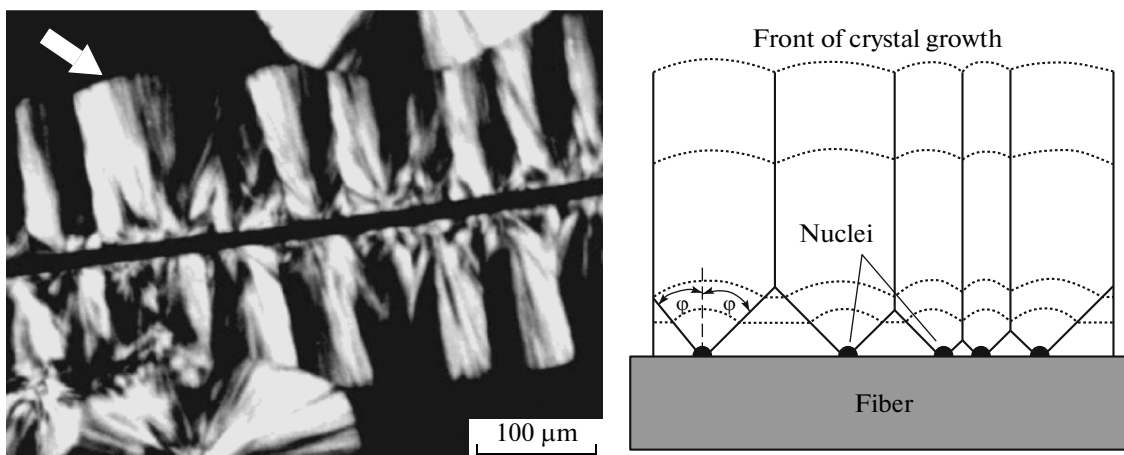 100 μm
Front of crystal growth
Nuclei
φ φ
Fiber